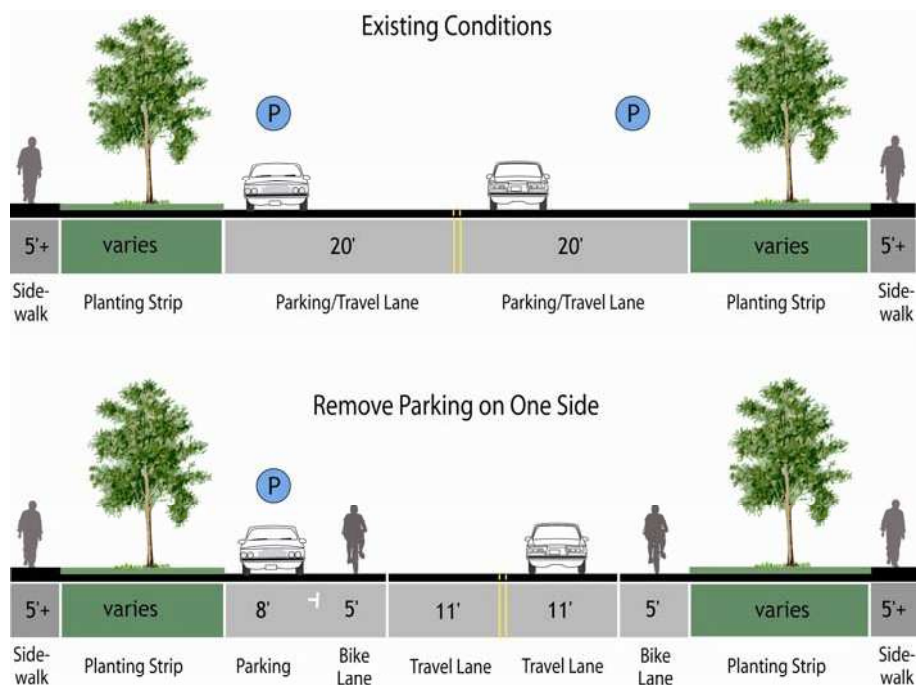 Existing Conditions
P P
5'+ varies 20' 20' varies 5'+
Side-
walk
Planting Strip
Parking/Travel Lane
Parking/Travel Lane
Planting Strip
Side-
walk
Remove Parking on One Side
P
5'+ varies 8' 5' 11' 11' 5' varies 5'+
Side-
walk
Planting Strip
Parking
Bike
Lane
Travel Lane
Travel Lane
Bike
Lane
Planting Strip
Side-
walk